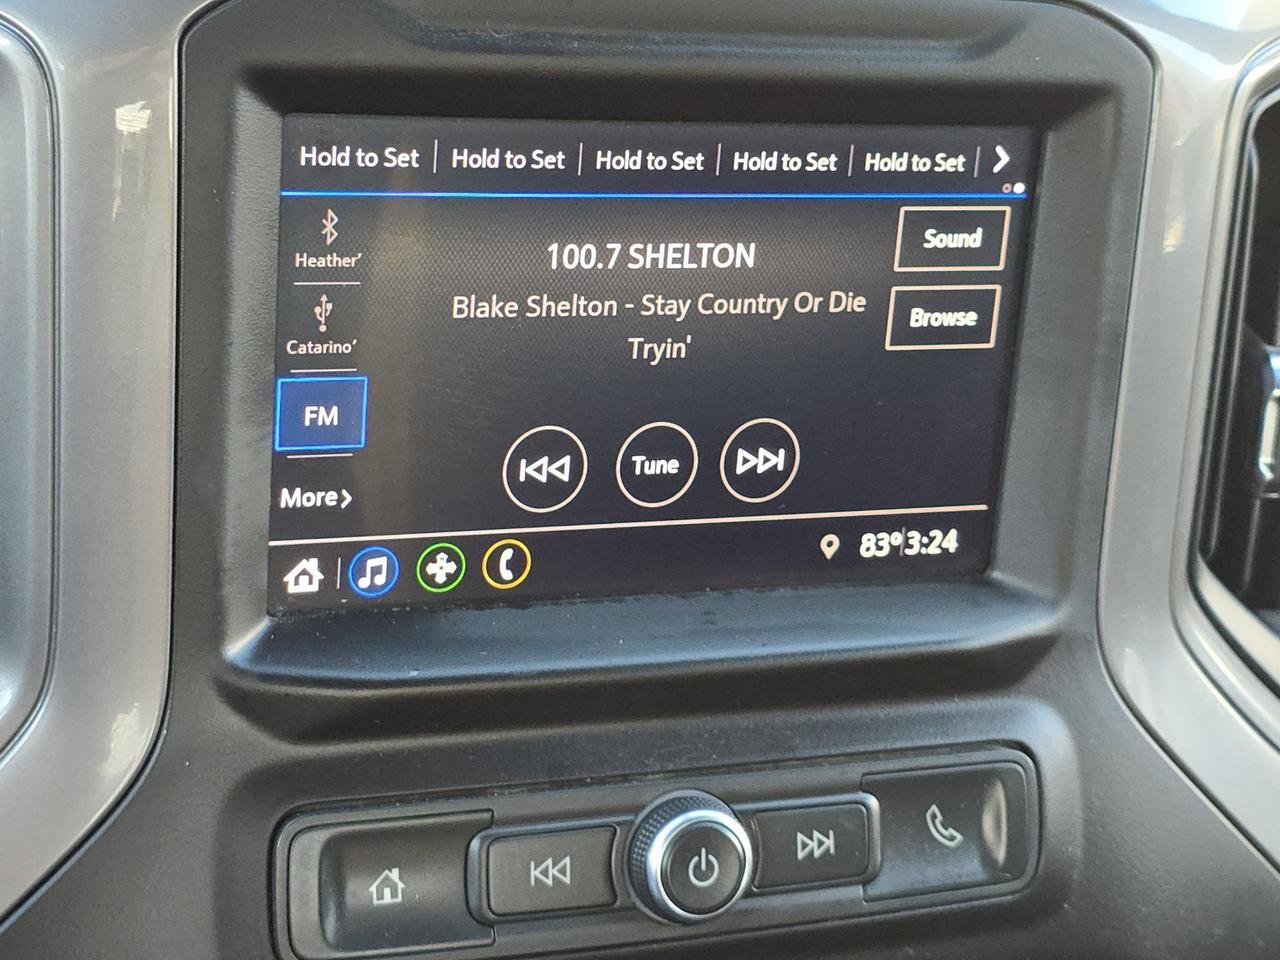 Hold to Set Hold to Set Hold to Set Hold to Set Hold to Set
Heather'
Catarino'
FM
More
100.7 SHELTON
Blake Shelton - Stay Country Or Die
Tryin'
Sound
Browse
Tune
83° 3:24